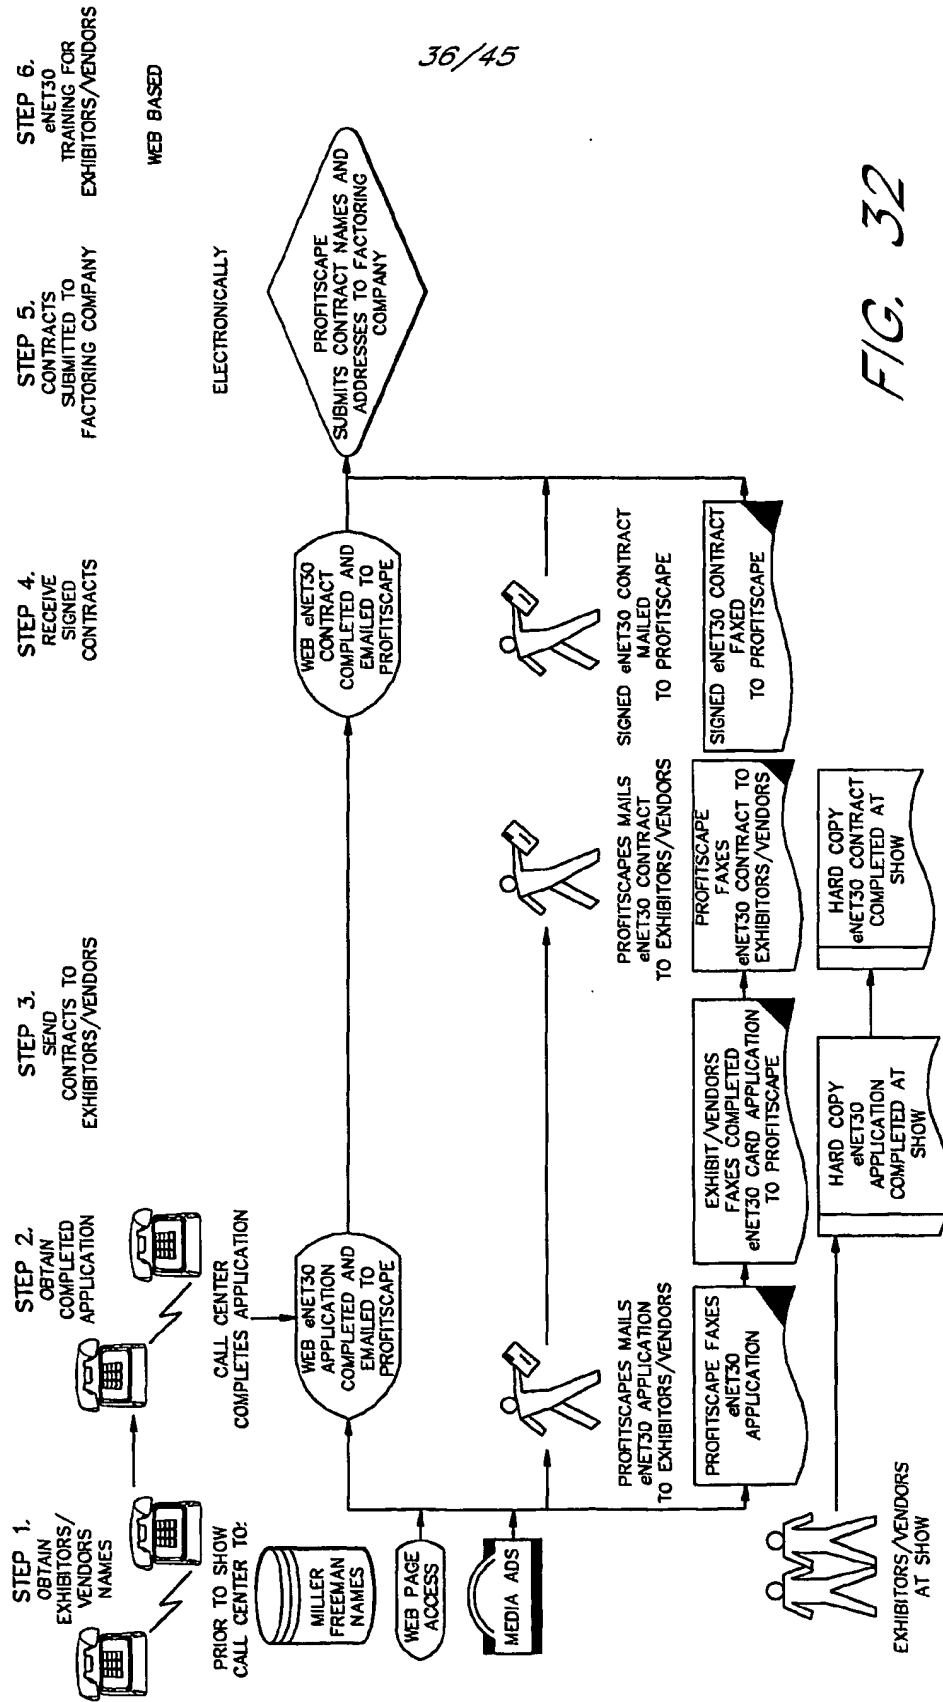 36/45
STEP 1.
OBTAIN
EXHIBITORS/
VENDORS
NAMES
STEP 2.
OBTAIN
COMPLETED
APPLICATION
STEP 3.
SEND
CONTRACTS TO
EXHIBITORS/VENDORS
STEP 4.
RECEIVE
SIGNED
CONTRACTS
STEP 5.
CONTRACTS
SUBMITTED TO
FACTORING COMPANY
STEP 6.
eNET30
TRAINING FOR
EXHIBITORS/VENDORS
PRIOR TO SHOW
CALL CENTER TO:
CALL CENTER
COMPLETES APPLICATION
ELECTRONICALLY
WEB BASED
MILLER
FREEMAN
NAMES
WEB eNET30
APPLICATION
COMPLETED AND
EMAILED TO
PROFITSCAPE
WEB eNET30
CONTRACT
COMPLETED AND
EMAILED TO
PROFITSCAPE
PROFITSCAPE
SUBMITS CONTRACT NAMES AND
ADDRESSES TO FACTORING
COMPANY
WEB PAGE
ACCESS
MEDIA ADS
PROFITSCAPES MAILS
eNET30 APPLICATION
TO EXHIBITORS/VENDORS
PROFITSCAPES MAILS
eNET30 CONTRACT
TO EXHIBITORS/VENDORS
SIGNED eNET30 CONTRACT
MAILED
TO PROFITSCAPE
PROFITSCAPE FAXES
eNET30
APPLICATION
EXHIBIT/VENDORS
FAXES COMPLETED
eNET30 CARD APPLICATION
TO PROFITSCAPE
PROFITSCAPE
FAXES
eNET30 CONTRACT TO
EXHIBITORS/VENDORS
SIGNED eNET30 CONTRACT
FAXED
TO PROFITSCAPE
EXHIBITORS/VENDORS
AT SHOW
HARD COPY
eNET30
APPLICATION
COMPLETED AT
SHOW
HARD COPY
eNET30 CONTRACT
COMPLETED AT
SHOW
FIG. 32